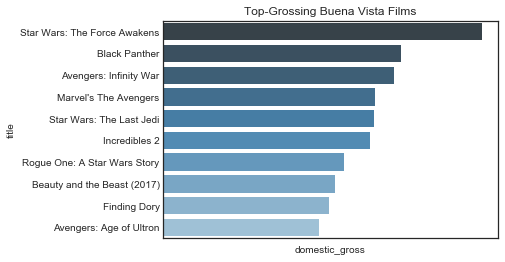 Top-Grossing Buena Vista Films
Star Wars: The Force Awakens
Black Panther
Avengers: Infinity War
Marvel's The Avengers
Star Wars: The Last Jedi
Incredibles 2
Rogue One: A Star Wars Story
Beauty and the Beast (2017)
Finding Dory
Avengers: Age of Ultron
title
domestic_gross